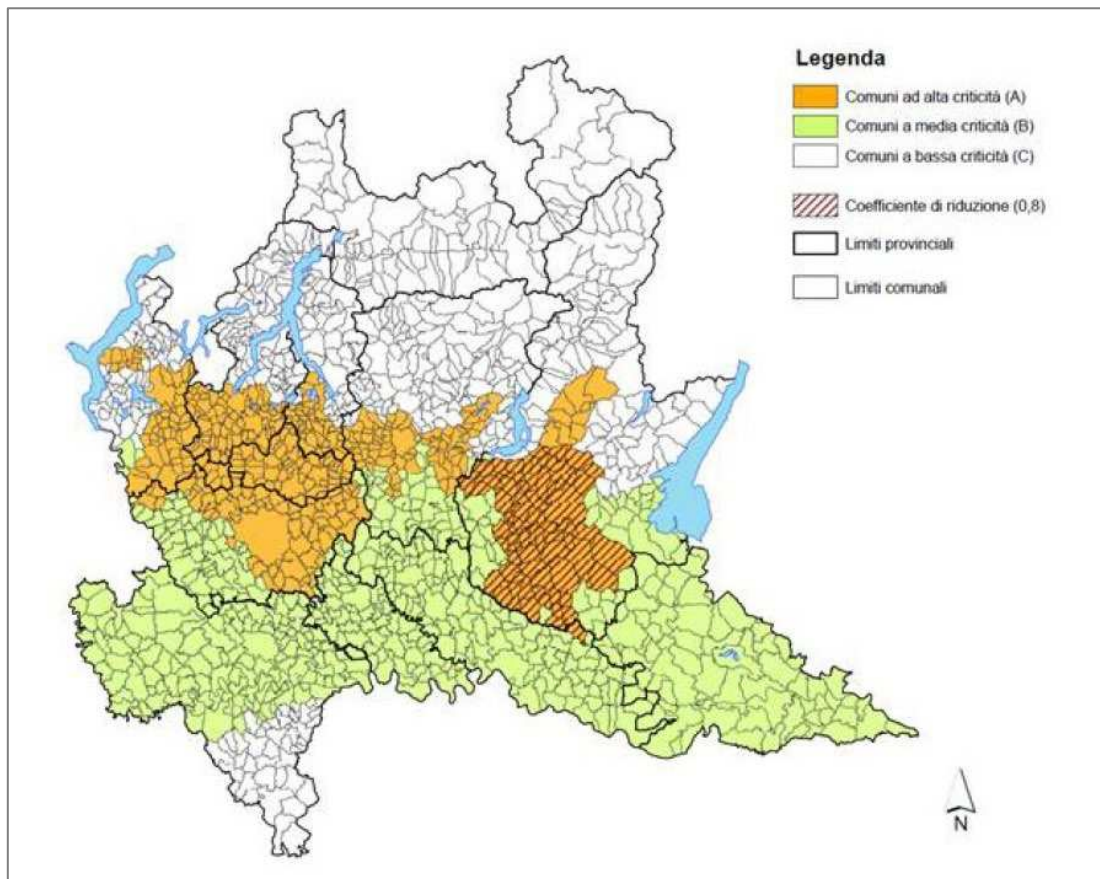 Legenda
Comuni ad alta criticità (A)
Comuni a media criticità (B)
Comuni a bassa criticità (C)
Coefficiente di riduzione (0,8)
Limiti provinciali
Limiti comunali
N